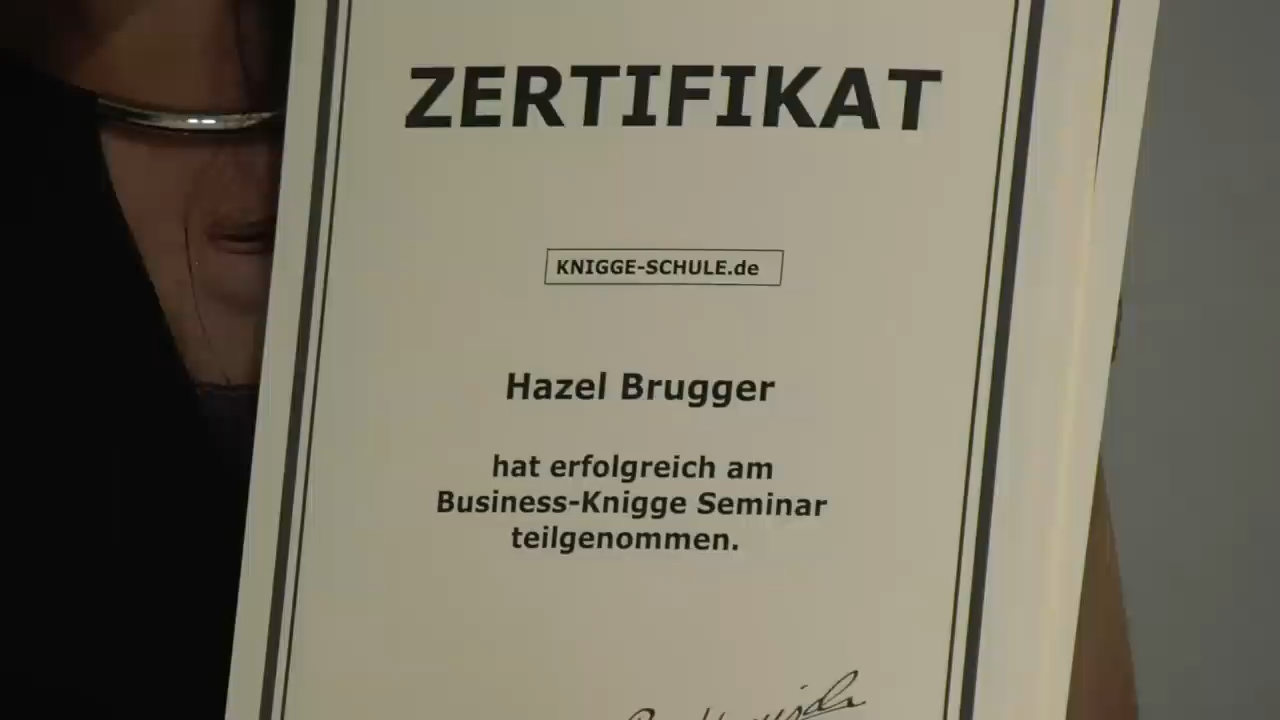 ZERTIFIKAT
KNIGGE-SCHULE.de
Hazel Brugger
hat erfolgreich am
Business-Knigge Seminar
teilgenommen.